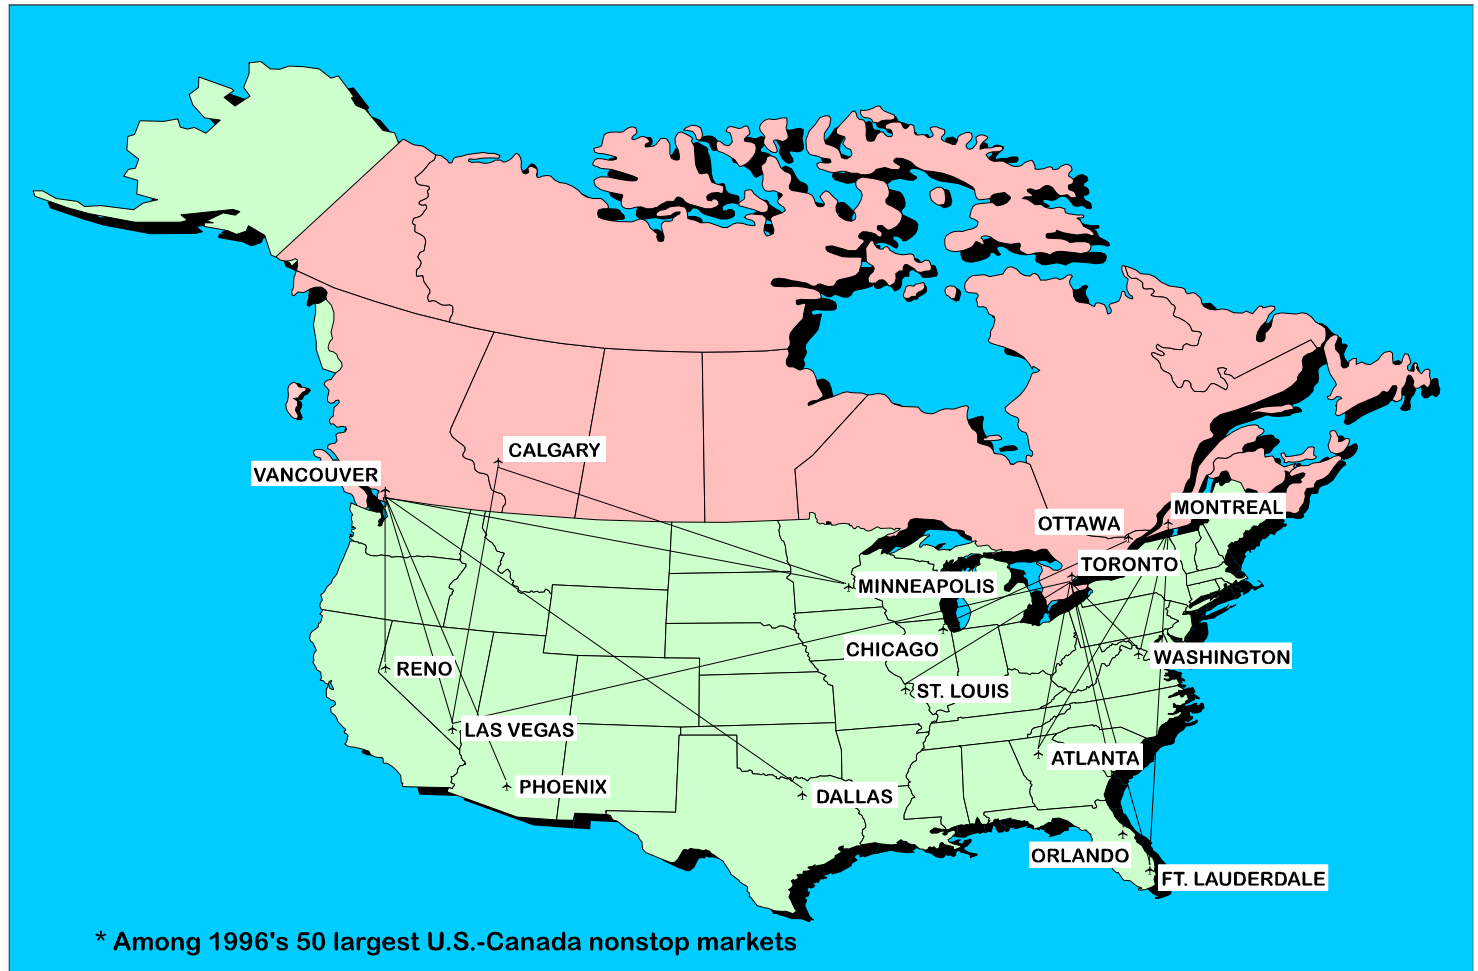 CALGARY
VANCOUVER
MONTREAL
OTTAWA
TORONTO
MINNEAPOLIS
CHICAGO
WASHINGTON
RENO
ST. LOUIS
LAS VEGAS
ATLANTA
PHOENIX
DALLAS
ORLANDO
FT. LAUDERDALE
* Among 1996's 50 largest U.S.-Canada nonstop markets